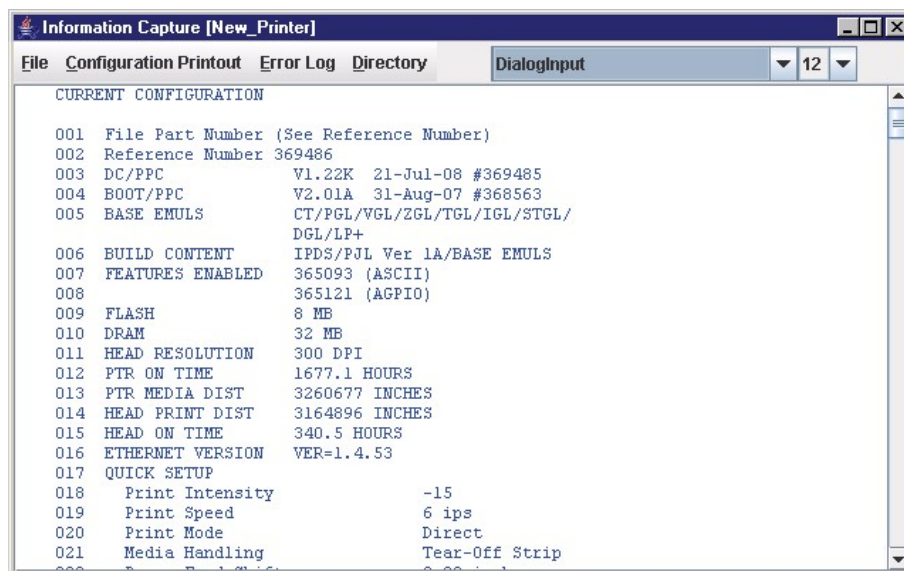 Information Capture [New_Printer]
File Configuration Printout Error Log Directory DialogInput 12
CURRENT CONFIGURATION
001 File Part Number (See Reference Number)
002 Reference Number 369486
003 DC/PPC V1.22K 21-Jul-08 #369485
004 BOOT/PPC V2.01A 31-Aug-07 #368563
005 BASE EMULS CT/PGL/VGL/ZGL/TGL/IGL/STGL/
DGL/LP+
006 BUILD CONTENT IPDS/PJL Ver 1A/BASE EMULS
007 FEATURES ENABLED 365093 (ASCII)
008 365121 (AGPIO)
009 FLASH 8 MB
010 DRAM 32 MB
011 HEAD RESOLUTION 300 DPI
012 PTR ON TIME 1677.1 HOURS
013 PTR MEDIA DIST 3260677 INCHES
014 HEAD PRINT DIST 3164896 INCHES
015 HEAD ON TIME 340.5 HOURS
016 ETHERNET VERSION VER=1.4.53
017 QUICK SETUP
018 Print Intensity -15
019 Print Speed 6 ips
020 Print Mode Direct
021 Media Handling Tear-Off Strip